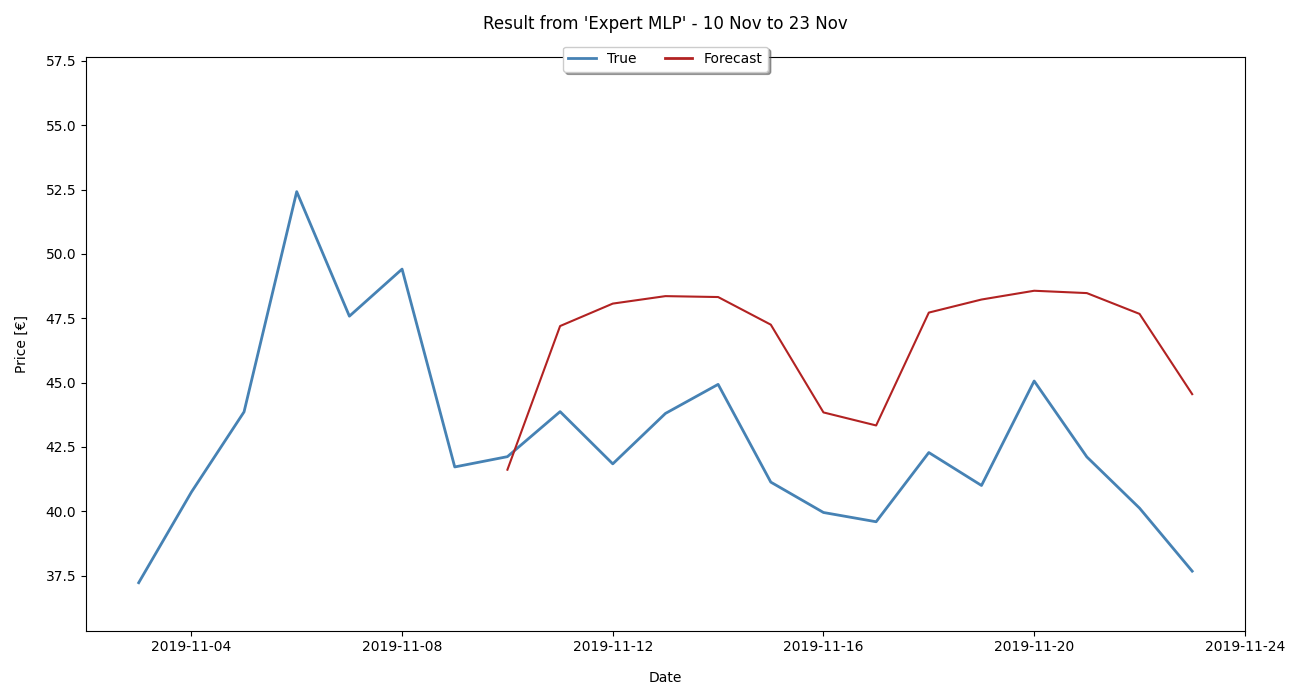 Result from 'Expert MLP' - 10 Nov to 23 Nov
True Forecast
57.5
55.0
52.5
50.0
47.5
45.0
42.5
40.0
37.5
Price [€]
2019-11-04 2019-11-08 2019-11-12 2019-11-16 2019-11-20 2019-11-24
Date